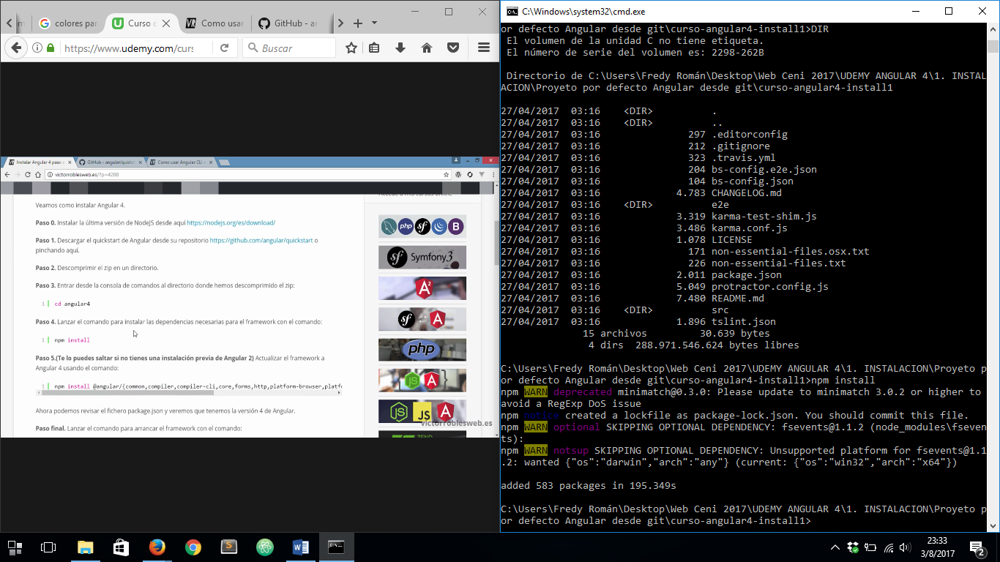 colores par
Curso d
Como usar
GitHub - an
https://www.udemy.com/curs
Buscar
Instalar Angular 4 paso
GitHub - angular/quicks
Como usar Angular CLI
victorroblesweb.es/?p=4200
Accede a mis cursos online
Veamos como instalar Angular 4.
Paso 0. Instalar la última versión de NodeJS desde aquí https://nodejs.org/es/download/
Paso 1. Descargar el quickstart de Angular desde su repositorio https://github.com/angular/quickstart o
pinchando aquí.
Paso 2. Descomprimir el zip en un directorio.
Paso 3. Entrar desde la consola de comandos al directorio donde hemos descomprimido el zip:
1 cd angular4
Paso 4. Lanzar el comando para instalar las dependencias necesarias para el framework con el comando:
1 npm install
Paso 5.(Te lo puedes saltar si no tienes una instalación previa de Angular 2) Actualizar el framework a
Angular 4 usando el comando:
1 npm install @angular/{common,compiler,compiler-cli,core,forms,http,platform-browser,platf
Ahora podemos revisar el fichero package.json y veremos que tenemos la versión 4 de Angular.
Paso final. Lanzar el comando para arrancar el framework con el comando:
php
B
Symfony3
php
JS
ZEND
victorroblesweb.es
C:\Windows\system32\cmd.exe
or defecto Angular desde git\curso-angular4-install1>DIR
El volumen de la unidad C no tiene etiqueta.
El número de serie del volumen es: 2298-262B
Directorio de C:\Users\Fredy Román\Desktop\Web Ceni 2017\UDEMY ANGULAR 4\1. INSTAL
ACION\Proyeto por defecto Angular desde git\curso-angular4-install1
27/04/2017 03:16 <DIR> .
27/04/2017 03:16 <DIR> ..
27/04/2017 03:16 297 .editorconfig
27/04/2017 03:16 212 .gitignore
27/04/2017 03:16 323 .travis.yml
27/04/2017 03:16 204 bs-config.e2e.json
27/04/2017 03:16 104 bs-config.json
27/04/2017 03:16 4.783 CHANGELOG.md
27/04/2017 03:16 <DIR> e2e
27/04/2017 03:16 3.319 karma-test-shim.js
27/04/2017 03:16 3.486 karma.conf.js
27/04/2017 03:16 1.078 LICENSE
27/04/2017 03:16 171 non-essential-files.osx.txt
27/04/2017 03:16 226 non-essential-files.txt
27/04/2017 03:16 2.011 package.json
27/04/2017 03:16 5.049 protractor.config.js
27/04/2017 03:16 7.480 README.md
27/04/2017 03:16 <DIR> src
27/04/2017 03:16 1.896 tslint.json
15 archivos 30.639 bytes
4 dirs 288.971.546.624 bytes libres
C:\Users\Fredy Román\Desktop\Web Ceni 2017\UDEMY ANGULAR 4\1. INSTALACION\Proyeto p
or defecto Angular desde git\curso-angular4-install1>npm install
npm WARN deprecated minimatch@0.3.0: Please update to minimatch 3.0.2 or higher to
avoid a RegExp DoS issue
npm notice created a lockfile as package-lock.json. You should commit this file.
npm WARN optional SKIPPING OPTIONAL DEPENDENCY: fsevents@1.1.2 (node_modules\fseven
ts):
npm WARN notsup SKIPPING OPTIONAL DEPENDENCY: Unsupported platform for fsevents@1.1
.2: wanted {"os":"darwin","arch":"any"} (current: {"os":"win32","arch":"x64"})
added 583 packages in 195.349s
C:\Users\Fredy Román\Desktop\Web Ceni 2017\UDEMY ANGULAR 4\1. INSTALACION\Proyeto p
or defecto Angular desde git\curso-angular4-install1>
23:33
3/8/2017
2